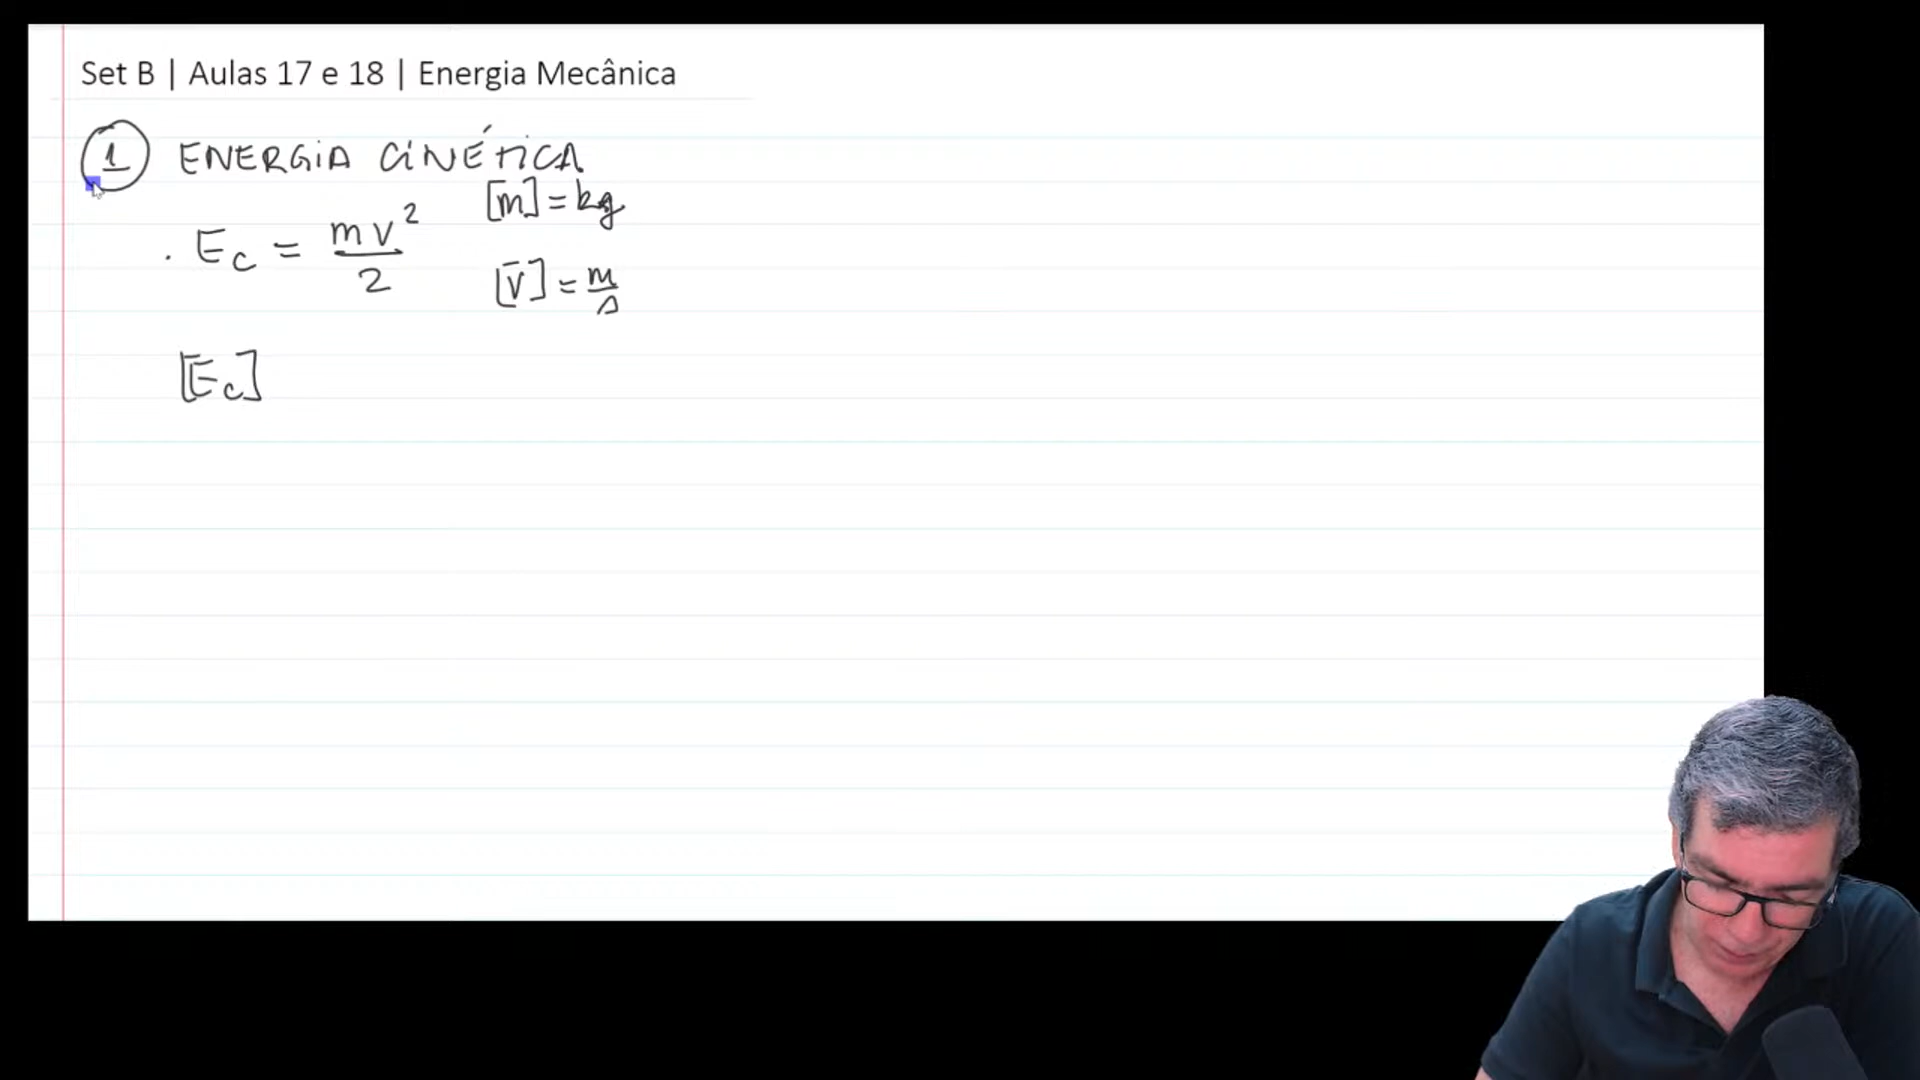 Set B | Aulas 17 e 18 | Energia Mecânica
1 ENERGIA CINÉTICA
[m] = kg
. Ec = mv²/2
[v] = m/s
[Ec]